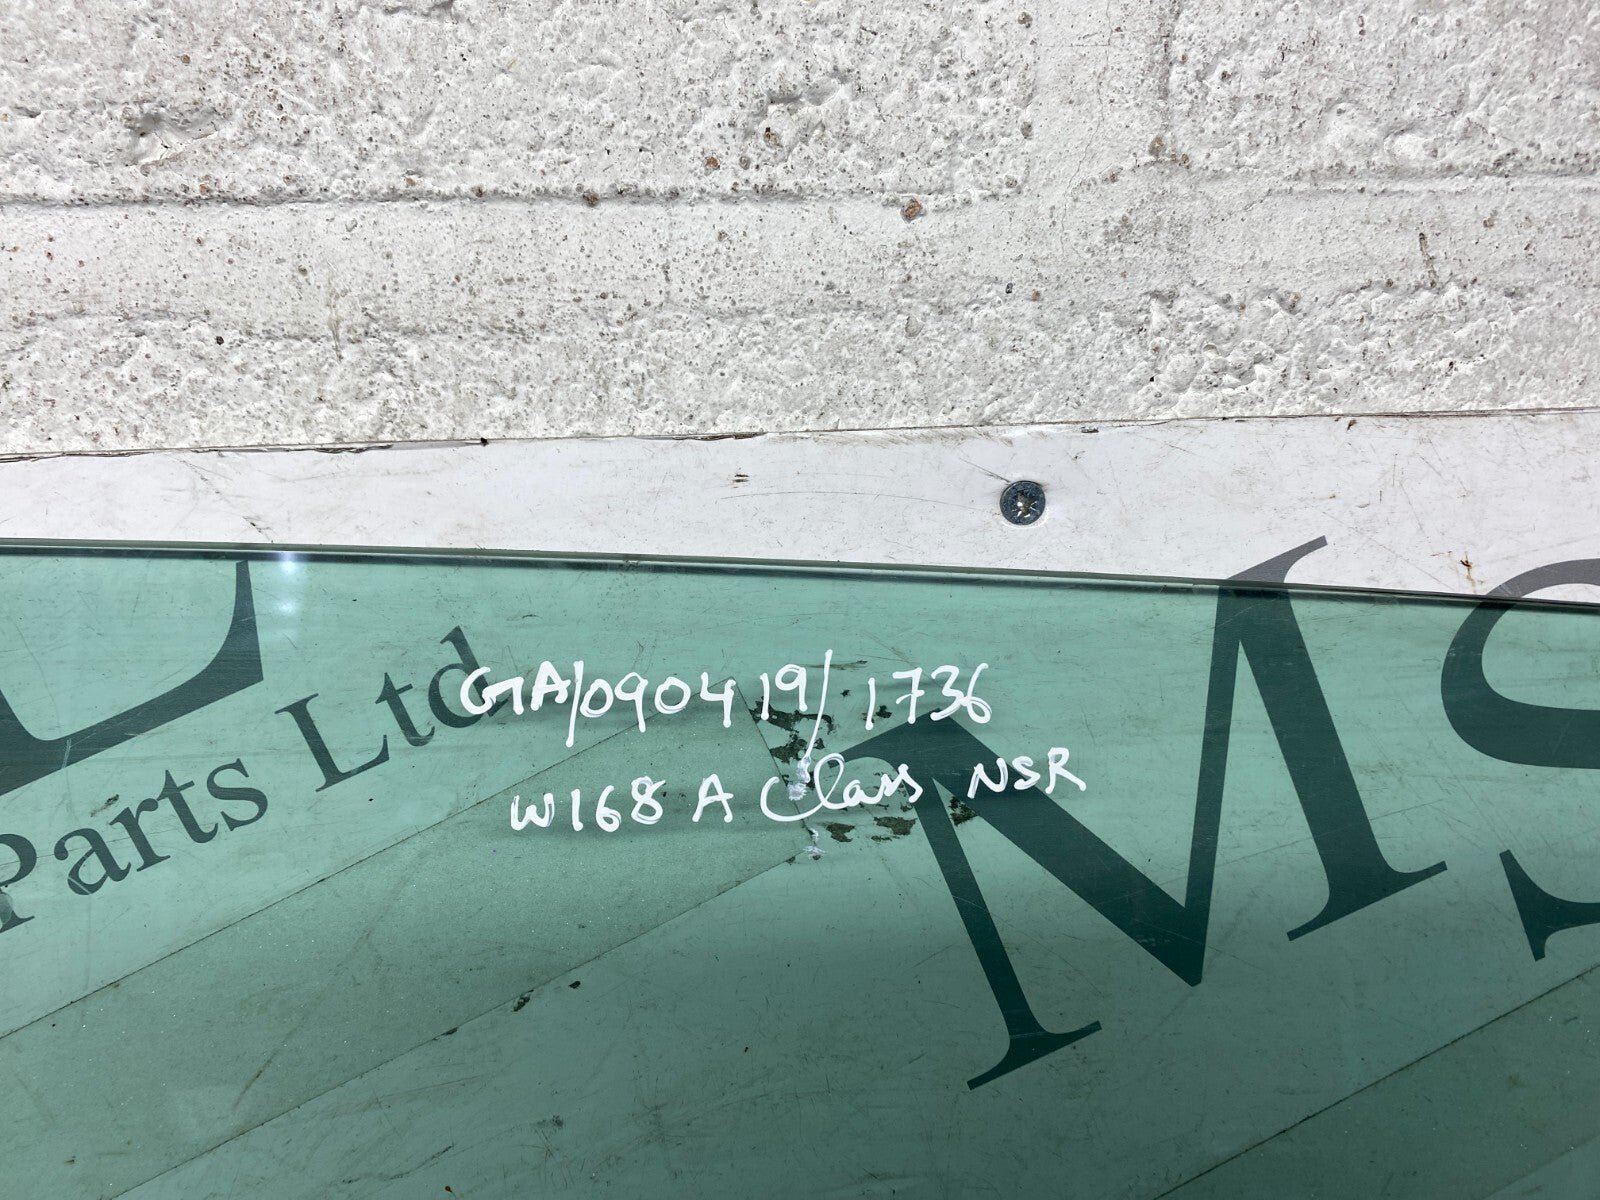 GA/090419/1736
W168 A Class NSR
MS
L
Parts Ltd